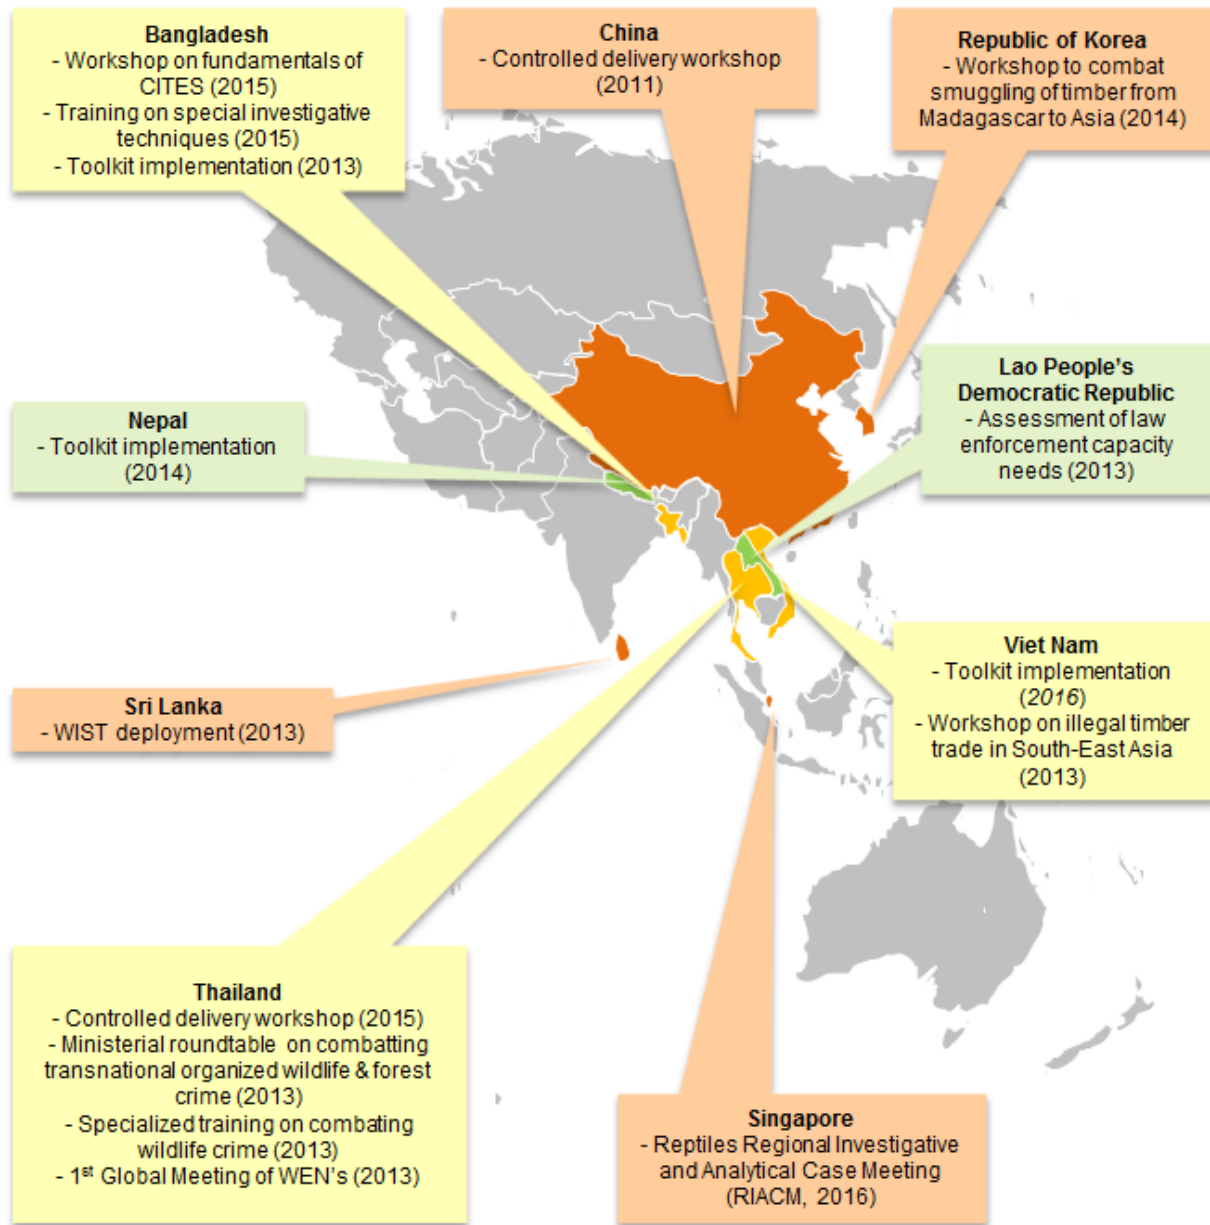 Bangladesh
- Workshop on fundamentals of
CITES (2015)
- Training on special investigative
techniques (2015)
- Toolkit implementation (2013)
China
- Controlled delivery workshop
(2011)
Republic of Korea
- Workshop to combat
smuggling of timber from
Madagascar to Asia (2014)
Nepal
- Toolkit implementation
(2014)
Lao People's
Democratic Republic
- Assessment of law
enforcement capacity
needs (2013)
Sri Lanka
- WIST deployment (2013)
Viet Nam
- Toolkit implementation
(2016)
- Workshop on illegal timber
trade in South-East Asia
(2013)
Thailand
- Controlled delivery workshop (2015)
- Ministerial roundtable on combatting
transnational organized wildlife & forest
crime (2013)
- Specialized training on combating
wildlife crime (2013)
- 1st Global Meeting of WEN's (2013)
Singapore
- Reptiles Regional Investigative
and Analytical Case Meeting
(RIACM, 2016)